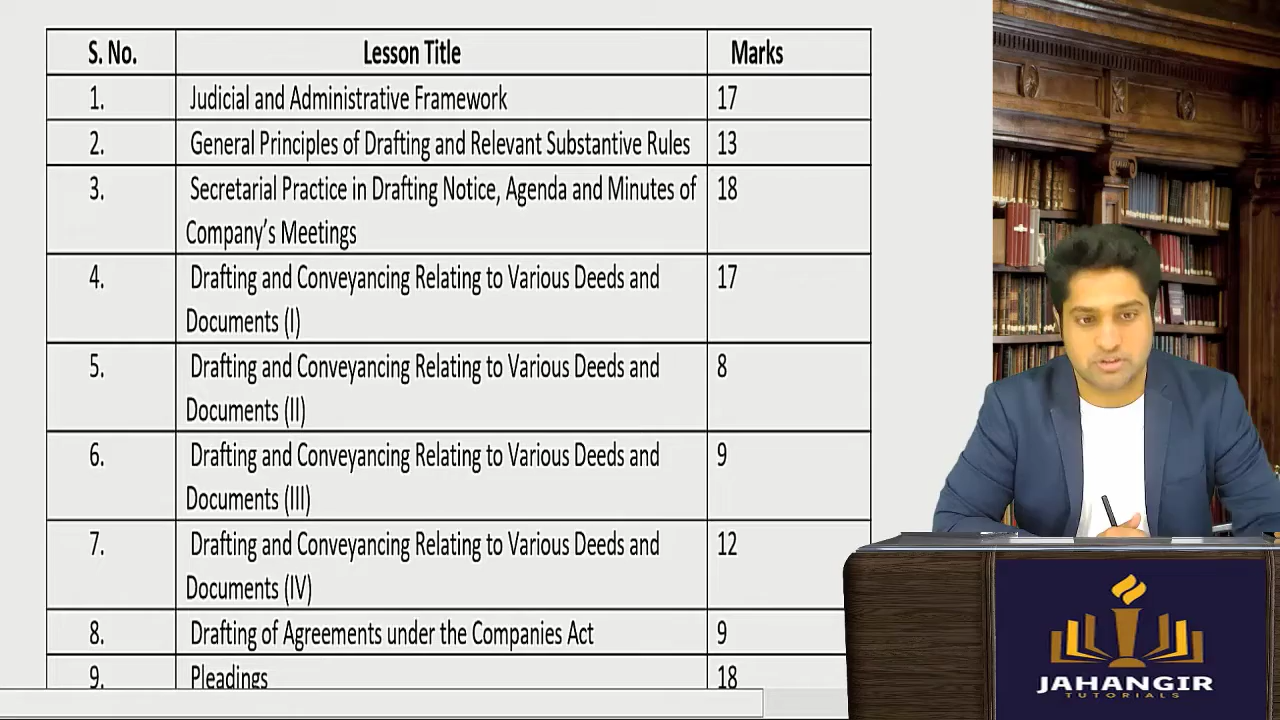 S. No. Lesson Title Marks
1. Judicial and Administrative Framework 17
2. General Principles of Drafting and Relevant Substantive Rules 13
3. Secretarial Practice in Drafting Notice, Agenda and Minutes of 18
Company's Meetings
4. Drafting and Conveyancing Relating to Various Deeds and 17
Documents (I)
5. Drafting and Conveyancing Relating to Various Deeds and 8
Documents (II)
6. Drafting and Conveyancing Relating to Various Deeds and 9
Documents (III)
7. Drafting and Conveyancing Relating to Various Deeds and 12
Documents (IV)
8. Drafting of Agreements under the Companies Act 9
9. Pleadings 18
JAHANGIR
TUTORIALS